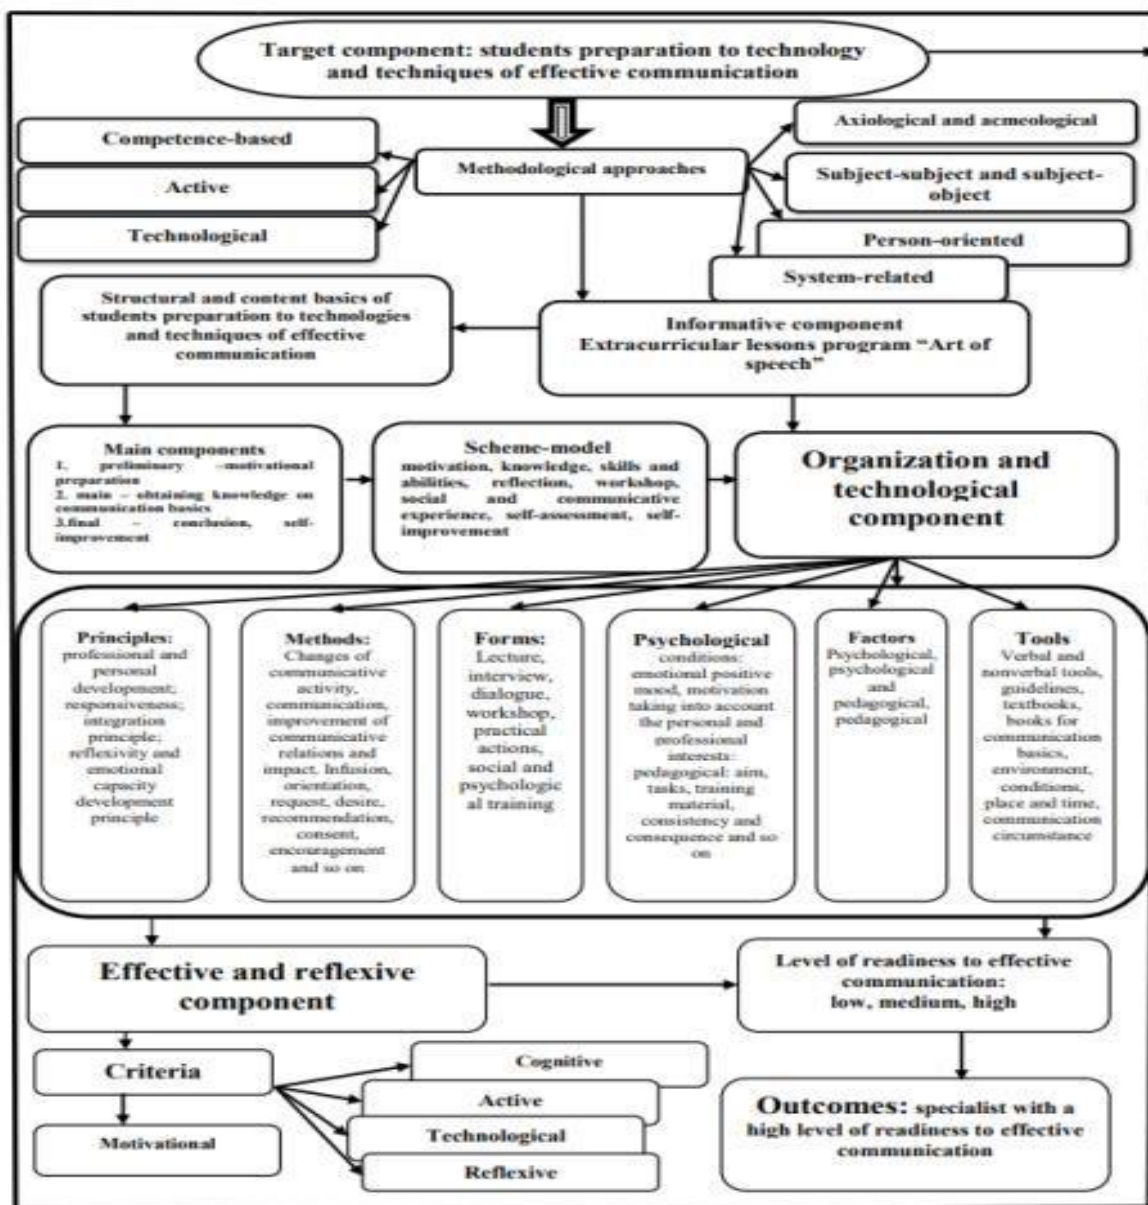 Target component: students preparation to technology
and techniques of effective communication
Competence-based
Active
Technological
Methodological approaches
Axiological and acmeological
Subject-subject and subject-
object
Person-oriented
System-related
Structural and content basics of
students preparation to technologies
and techniques of effective
communication
Informative component
Extracurricular lessons program “Art of
speech”
Main components
1. preliminary –motivational
preparation
2. main – obtaining knowledge on
communication basics
3.final – conclusion, self-
improvement
Scheme-model
motivation, knowledge, skills and
abilities, reflection, workshop,
social and communicative
experience, self-assessment, self-
improvement
Organization and
technological
component
Principles:
professional and
personal
development;
responsiveness;
integration
principle;
reflexivity and
emotional
capacity
development
principle
Methods:
Changes of
communicative
activity,
communication,
improvement of
communicative
relations and
impact, Infusion,
orientation,
request, desire,
recommendation,
consent,
encouragement
and so on
Forms:
Lecture,
interview,
dialogue,
workshop,
practical
actions,
social and
psychologic
al training
Psychological
conditions:
emotional positive
mood, motivation
taking into account
the personal and
professional
interests:
pedagogical: aim,
tasks, training
material,
consistency and
consequence and so
on
Factors
Psychological,
psychological
and
pedagogical,
pedagogical
Tools
Verbal and
nonverbal tools,
guidelines,
textbooks,
books for
communication
basics,
environment,
conditions,
place and time,
communication
circumstance
Effective and reflexive
component
Level of readiness to effective
communication:
low, medium, high
Criteria
Motivational
Cognitive
Active
Technological
Reflexive
Outcomes: specialist with a
high level of readiness to effective
communication